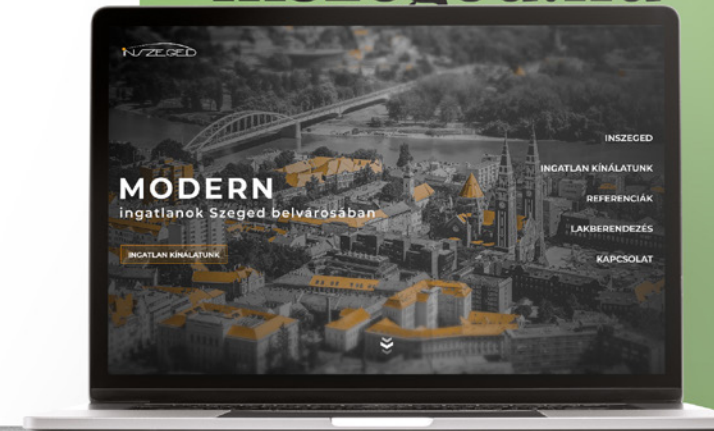 INSZEGED
MODERN
ingatlanok Szeged belvárosában
INGATLAN KÍNÁLATUNK
INSZEGED
INGATLAN KÍNÁLATUNK
REFERENCIÁK
LAKBERENDEZÉS
KAPCSOLAT